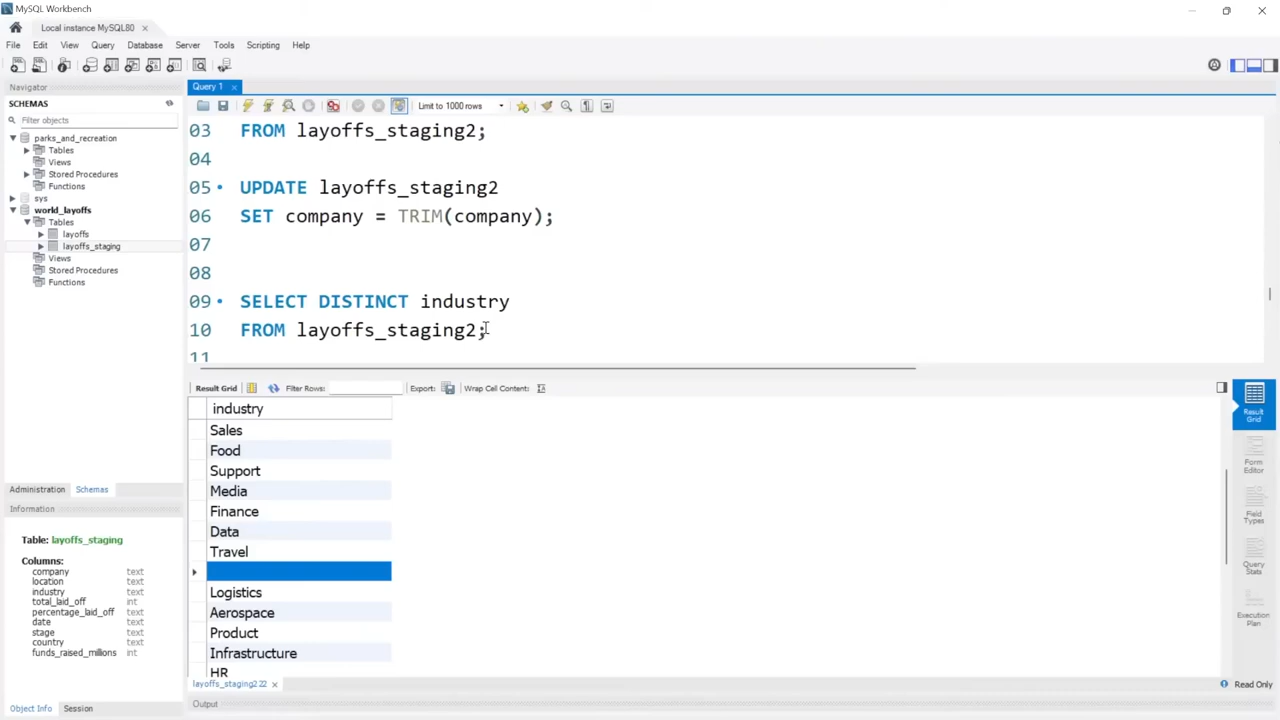 MySQL Workbench
Local instance MySQL80
File Edit View Query Database Server Tools Scripting Help
Navigator
SCHEMAS
Filter objects
parks_and_recreation
Tables
Views
Stored Procedures
Functions
sys
world_layoffs
Tables
layoffs
layoffs_staging
Views
Stored Procedures
Functions
Administration Schemas
Information
Table: layoffs_staging
Columns:
company text
location text
industry text
total_laid_off int
percentage_laid_off text
date text
stage text
country text
funds_raised_millions int
Object Info Session
Query 1
Limit to 1000 rows
03 FROM layoffs_staging2;
04
05 UPDATE layoffs_staging2
06 SET company = TRIM(company);
07
08
09 SELECT DISTINCT industry
10 FROM layoffs_staging2;
11
Result Grid Filter Rows: Export: Wrap Cell Content:
industry
Sales
Food
Support
Media
Finance
Data
Travel
Logistics
Aerospace
Product
Infrastructure
HR
Result
Grid
Form
Editor
Field
Types
Query
Stats
Execution
Plan
layoffs_staging2 22
Read Only
Output